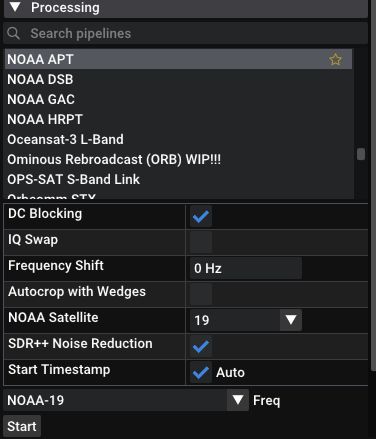 Processing
Search pipelines
NOAA APT
NOAA DSB
NOAA GAC
NOAA HRPT
Oceansat-3 L-Band
Ominous Rebroadcast (ORB) WIP!!!
OPS-SAT S-Band Link
Orbcomm STX
DC Blocking
IQ Swap
Frequency Shift 0 Hz
Autocrop with Wedges
NOAA Satellite 19
SDR++ Noise Reduction
Start Timestamp Auto
NOAA-19 Freq
Start